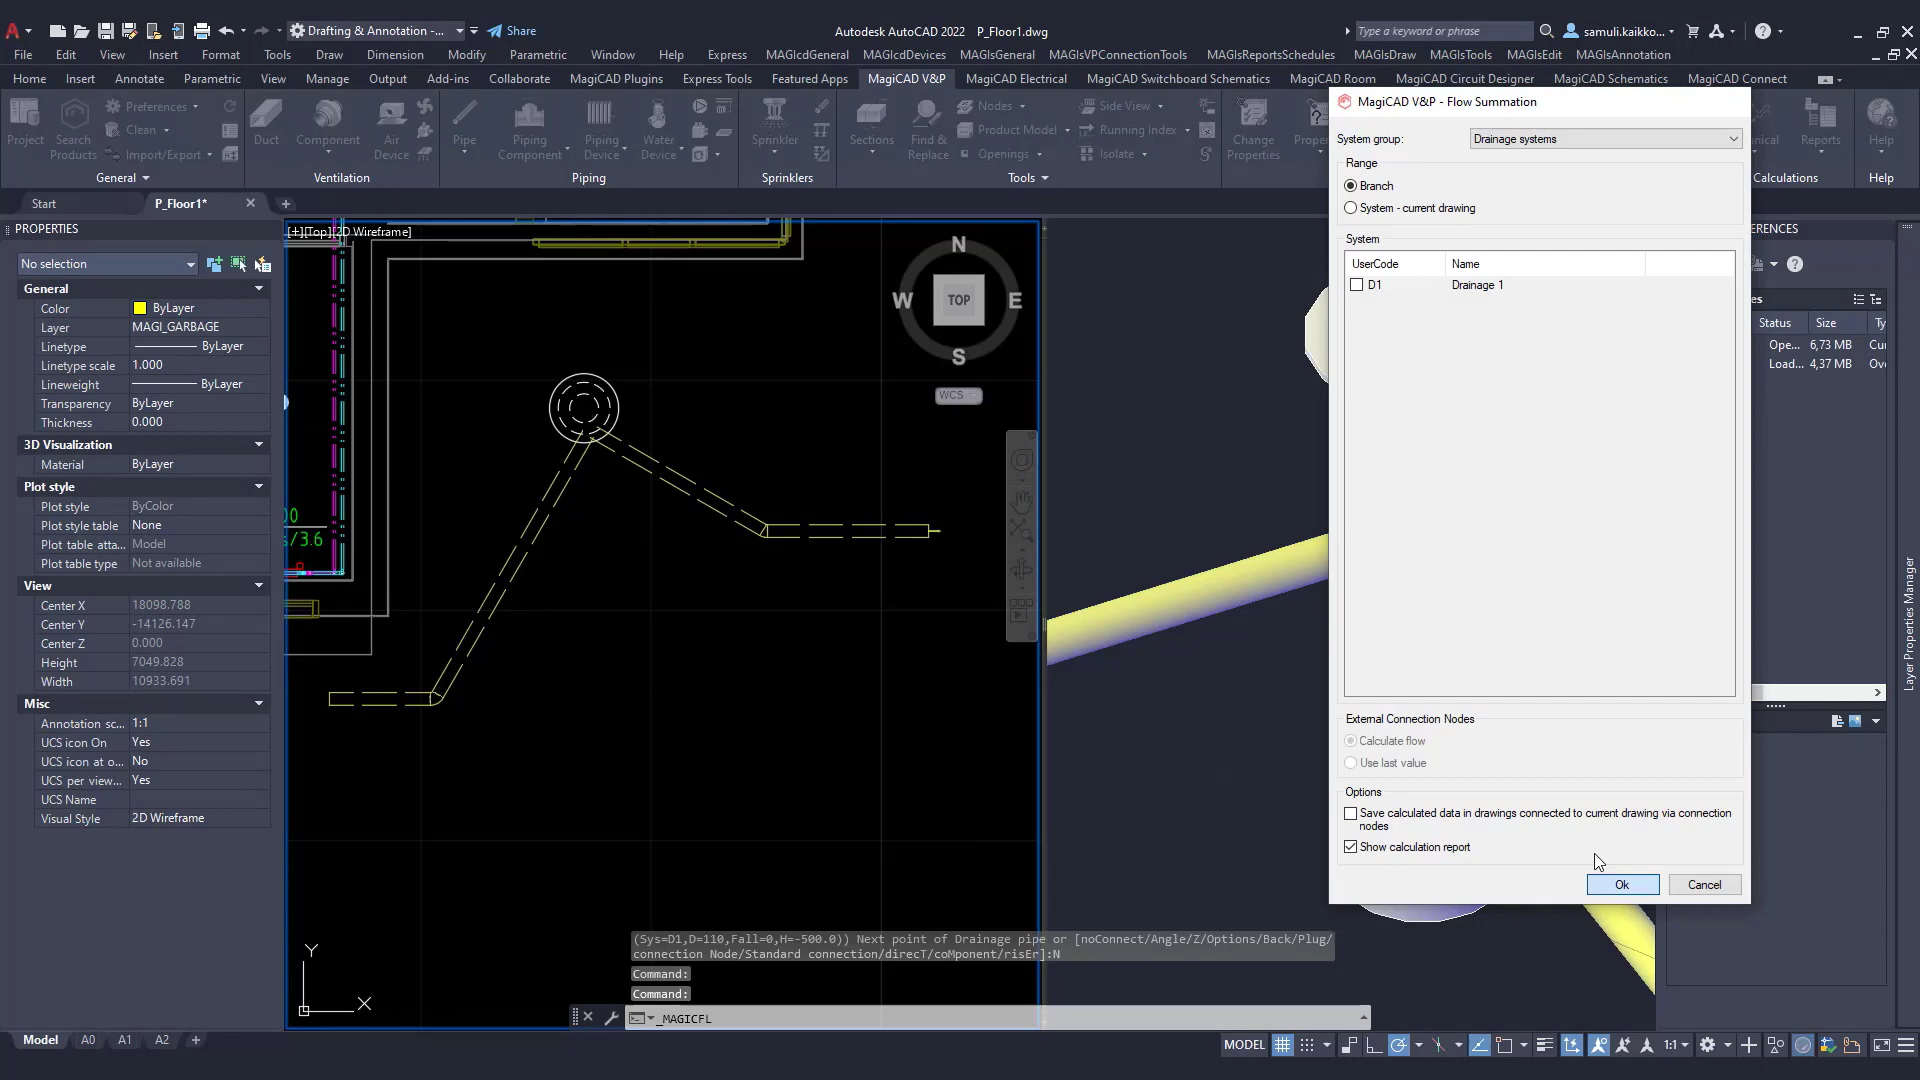 Drafting & Annotation -...
Share
Autodesk AutoCAD 2022 P_Floor1.dwg
Type a keyword or phrase
samuli.kaikko...
File Edit View Insert Format Tools Draw Dimension Modify Parametric Window Help Express MAGIcdGeneral MAGIcdDevices MAGIsGeneral MAGIsVPConnectionTools MAGIsReportsSchedules MAGIsDraw MAGIsTools MAGIsEdit MAGIsAnnotation
Home Insert Annotate Parametric View Manage Output Add-ins Collaborate MagiCAD Plugins Express Tools Featured Apps MagiCAD V&P MagiCAD Electrical MagiCAD Switchboard Schematics MagiCAD Room MagiCAD Circuit Designer MagiCAD Schematics MagiCAD Connect
Project
Search Products
Preferences
Clean
Import/Export
General
Duct
Component
Air Device
Ventilation
Pipe
Piping Component
Piping Device
Water Device
Piping
Sprinkler
Sprinklers
Sections
Find & Replace
Nodes
Product Model
Openings
Side View
Running Index
Isolate
Tools
Change Properties
Reports
Calculations
Help
Help
Start
P_Floor1*
PROPERTIES
No selection
General
Color ByLayer
Layer MAGI_GARBAGE
Linetype ByLayer
Linetype scale 1.000
Lineweight ByLayer
Transparency ByLayer
Thickness 0.000
3D Visualization
Material ByLayer
Plot style
Plot style ByColor
Plot style table None
Plot table atta... Model
Plot table type Not available
View
Center X 18098.788
Center Y -14126.147
Center Z 0.000
Height 7049.828
Width 10933.691
Misc
Annotation sc... 1:1
UCS icon On Yes
UCS icon at o... No
UCS per view... Yes
UCS Name
Visual Style 2D Wireframe
[+][Top][2D Wireframe]
N
W TOP E
S
WCS
s/3.6
Y
X
MagiCAD V&P - Flow Summation
System group: Drainage systems
Range
Branch
System - current drawing
System
UserCode Name
D1 Drainage 1
External Connection Nodes
Calculate flow
Use last value
Options
Save calculated data in drawings connected to current drawing via connection
nodes
Show calculation report
Ok Cancel
Status Size
Ope... 6,73 MB
Load... 4,37 MB
Layer Properties Manager
(Sys=D1,D=110,Fall=0,H=-500.0)) Next point of Drainage pipe or [noConnect/Angle/Z/Options/Back/Plug/
connection Node/Standard connection/direcT/coMponent/risEr]:N
Command:
Command:
_MAGICFL
Model A0 A1 A2
MODEL
1:1